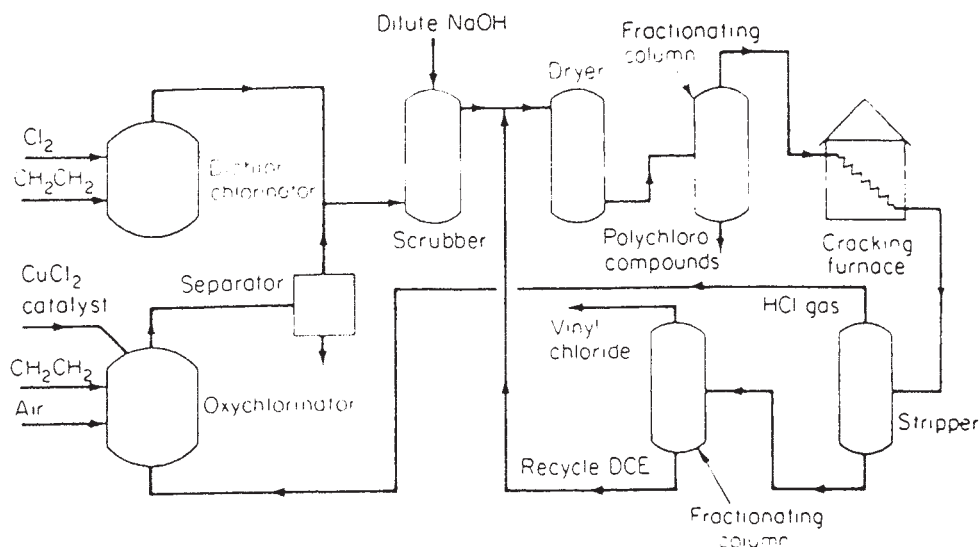 Dilute NaOH
Fractionating
column
Dryer
Cl₂
CH₂CH₂
chlorinator
Scrubber
Polychloro
compounds
Cracking
furnace
CuCl₂
catalyst
Separator
HCl gas
Vinyl
chloride
CH₂CH₂
Air
Oxychlorinator
Stripper
Recycle DCE
Fractionating
column